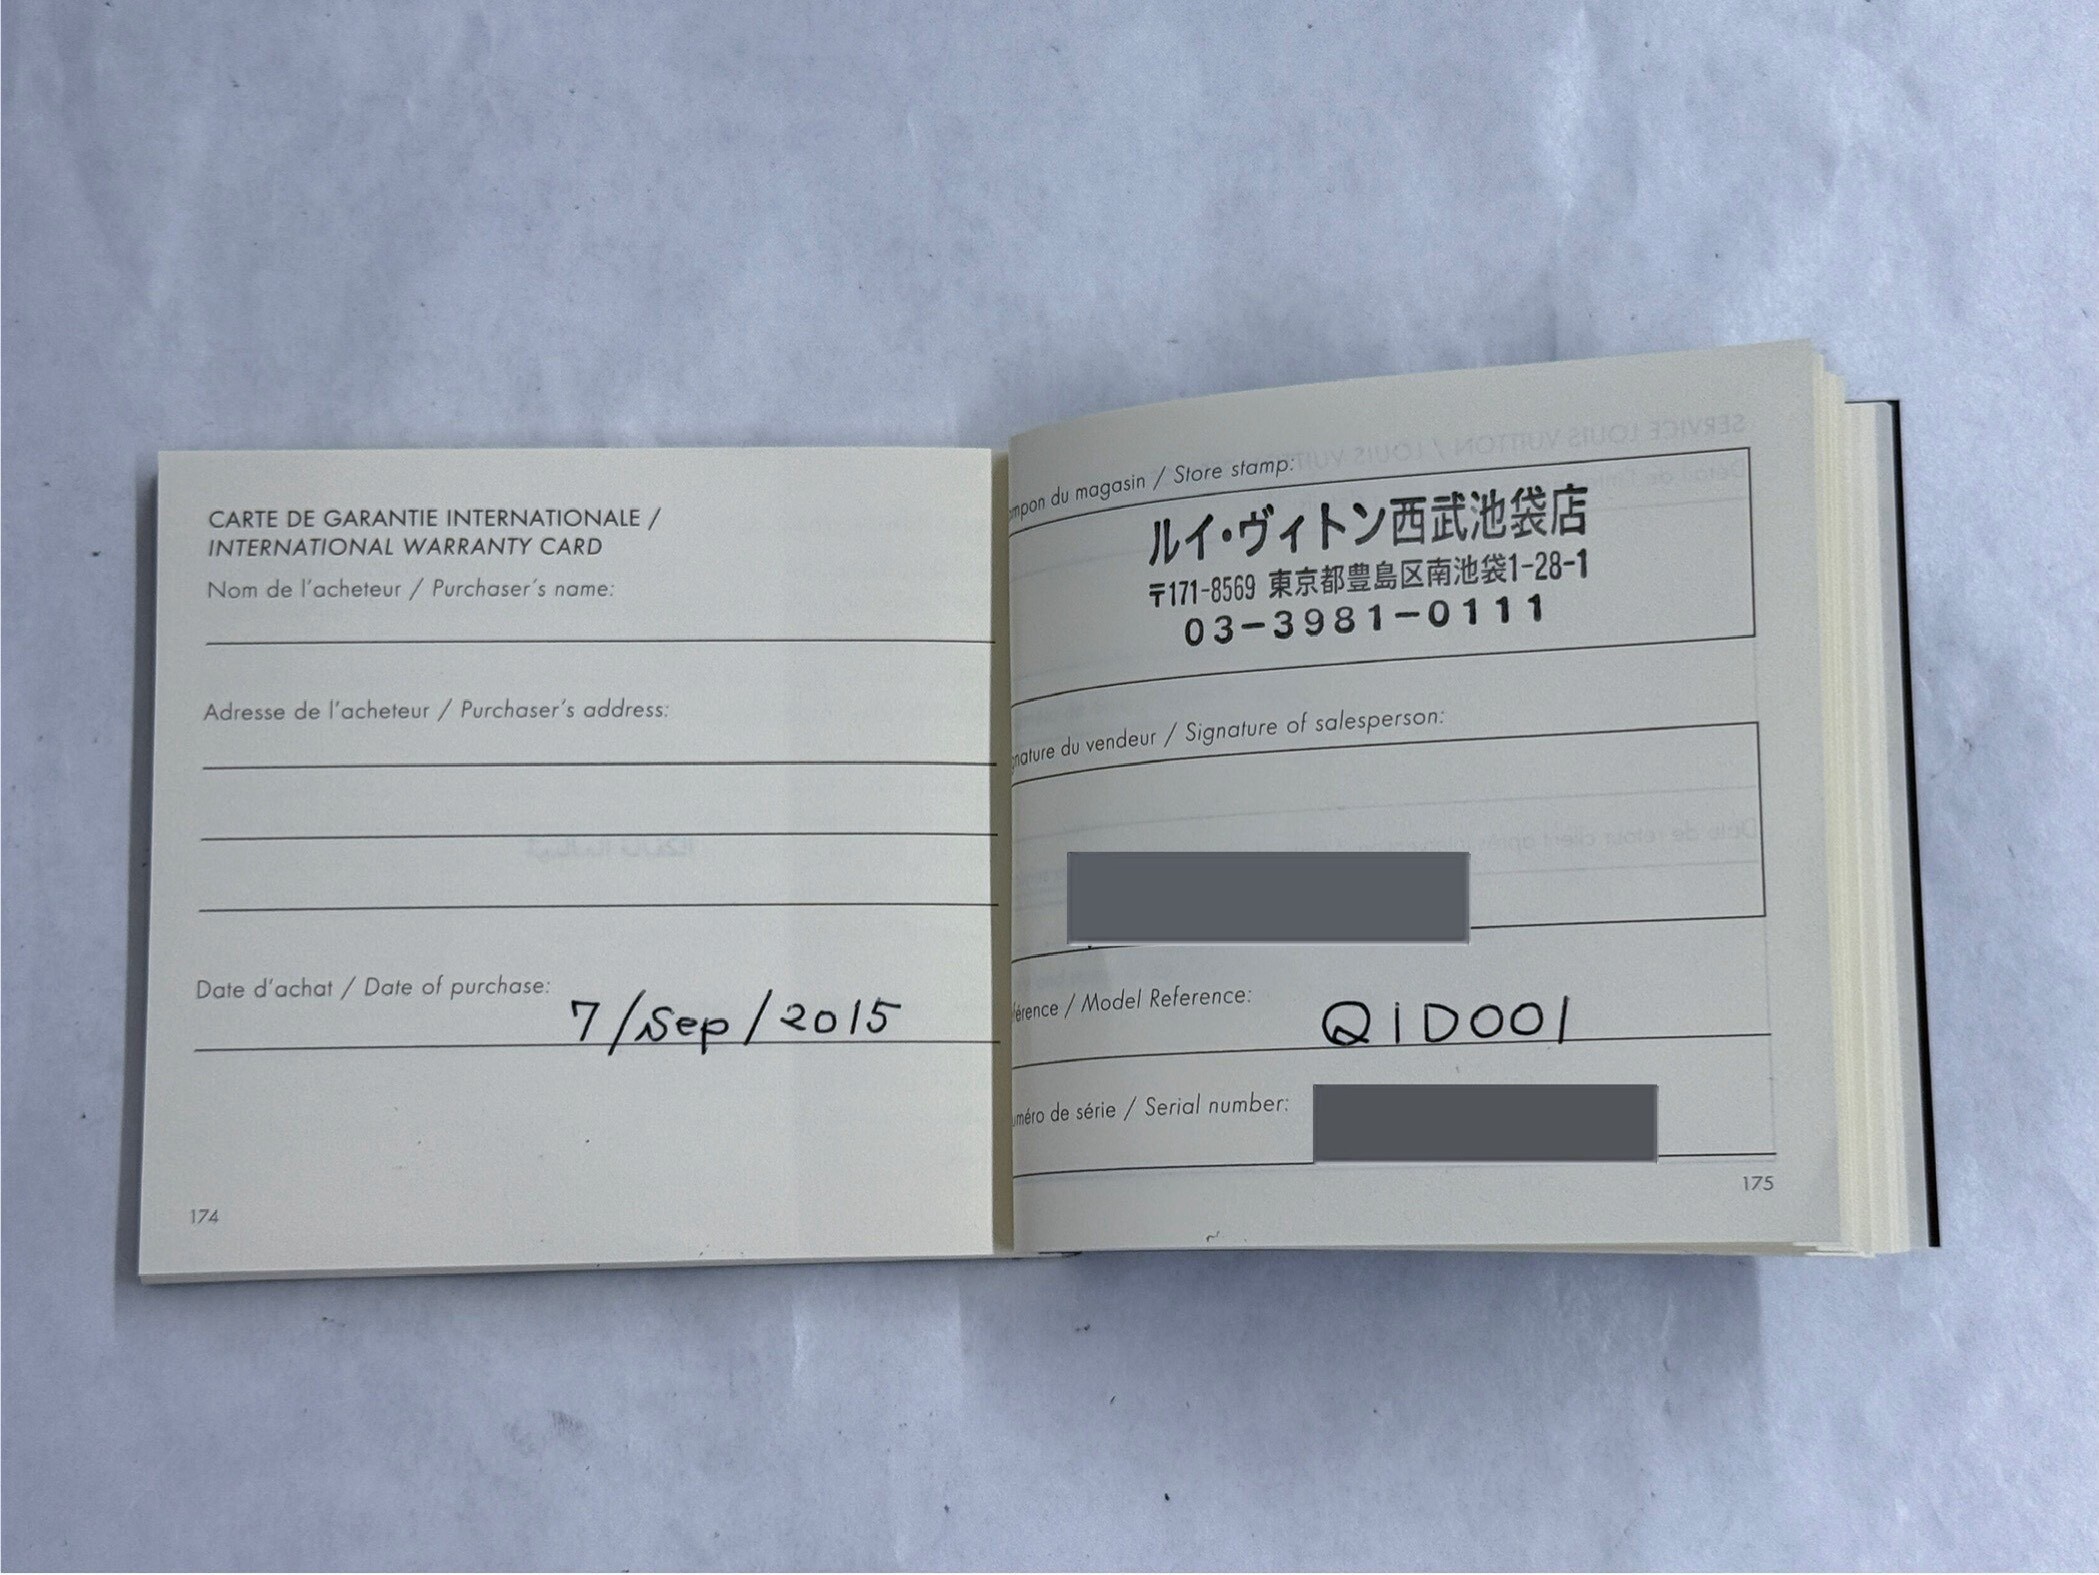 CARTE DE GARANTIE INTERNATIONALE /
INTERNATIONAL WARRANTY CARD
Nom de l'acheteur / Purchaser's name:
Adresse de l'acheteur / Purchaser's address:
Date d'achat / Date of purchase: 7/Sep/2015
174
mpon du magasin / Store stamp:
ルイ・ヴィトン西武池袋店
〒171-8569 東京都豊島区南池袋1-28-1
03-3981-0111
nature du vendeur / Signature of salesperson:
érence / Model Reference: Q1D001
uméro de série / Serial number:
175